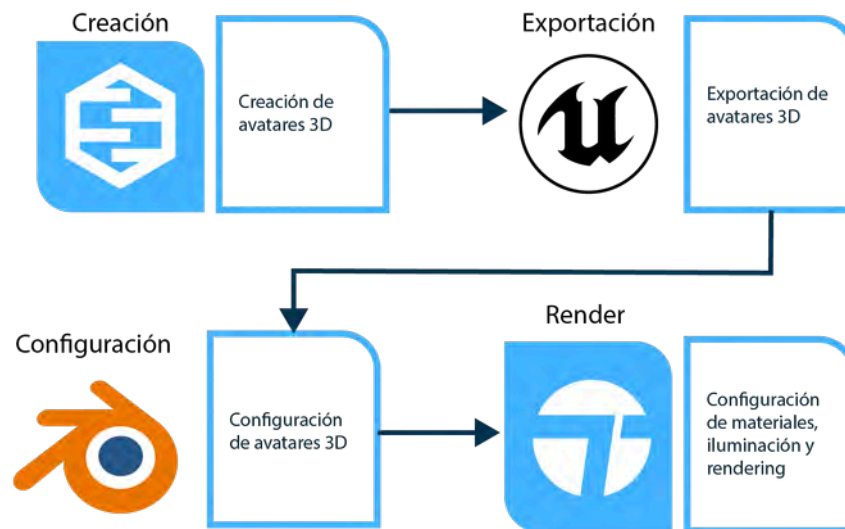 Creación
Creación de
avatares 3D
Exportación
Exportación de
avatares 3D
Configuración
Configuración
de avatares 3D
Render
Configuración
de materiales,
iluminación y
rendering